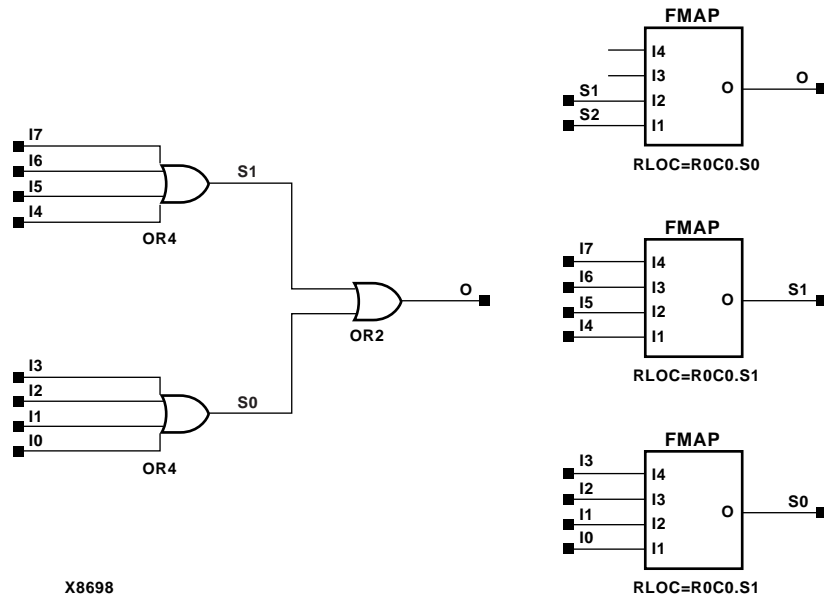 I7
I6
I5
I4
S1
OR4
O
OR2
I3
I2
I1
I0
S0
OR4
X8698
FMAP
I4
I3
S1 I2
S2 I1
O O
RLOC=R0C0.S0
FMAP
I7 I4
I6 I3
I5 I2
I4 I1
O S1
RLOC=R0C0.S1
FMAP
I3 I4
I2 I3
I1 I2
I0 I1
O S0
RLOC=R0C0.S1